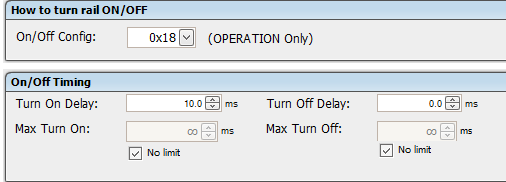 How to turn rail ON/OFF
On/Off Config: 0x18 (OPERATION Only)
On/Off Timing
Turn On Delay: 10.0 ms Turn Off Delay: 0.0 ms
Max Turn On: ∞ ms Max Turn Off: ∞ ms
No limit No limit